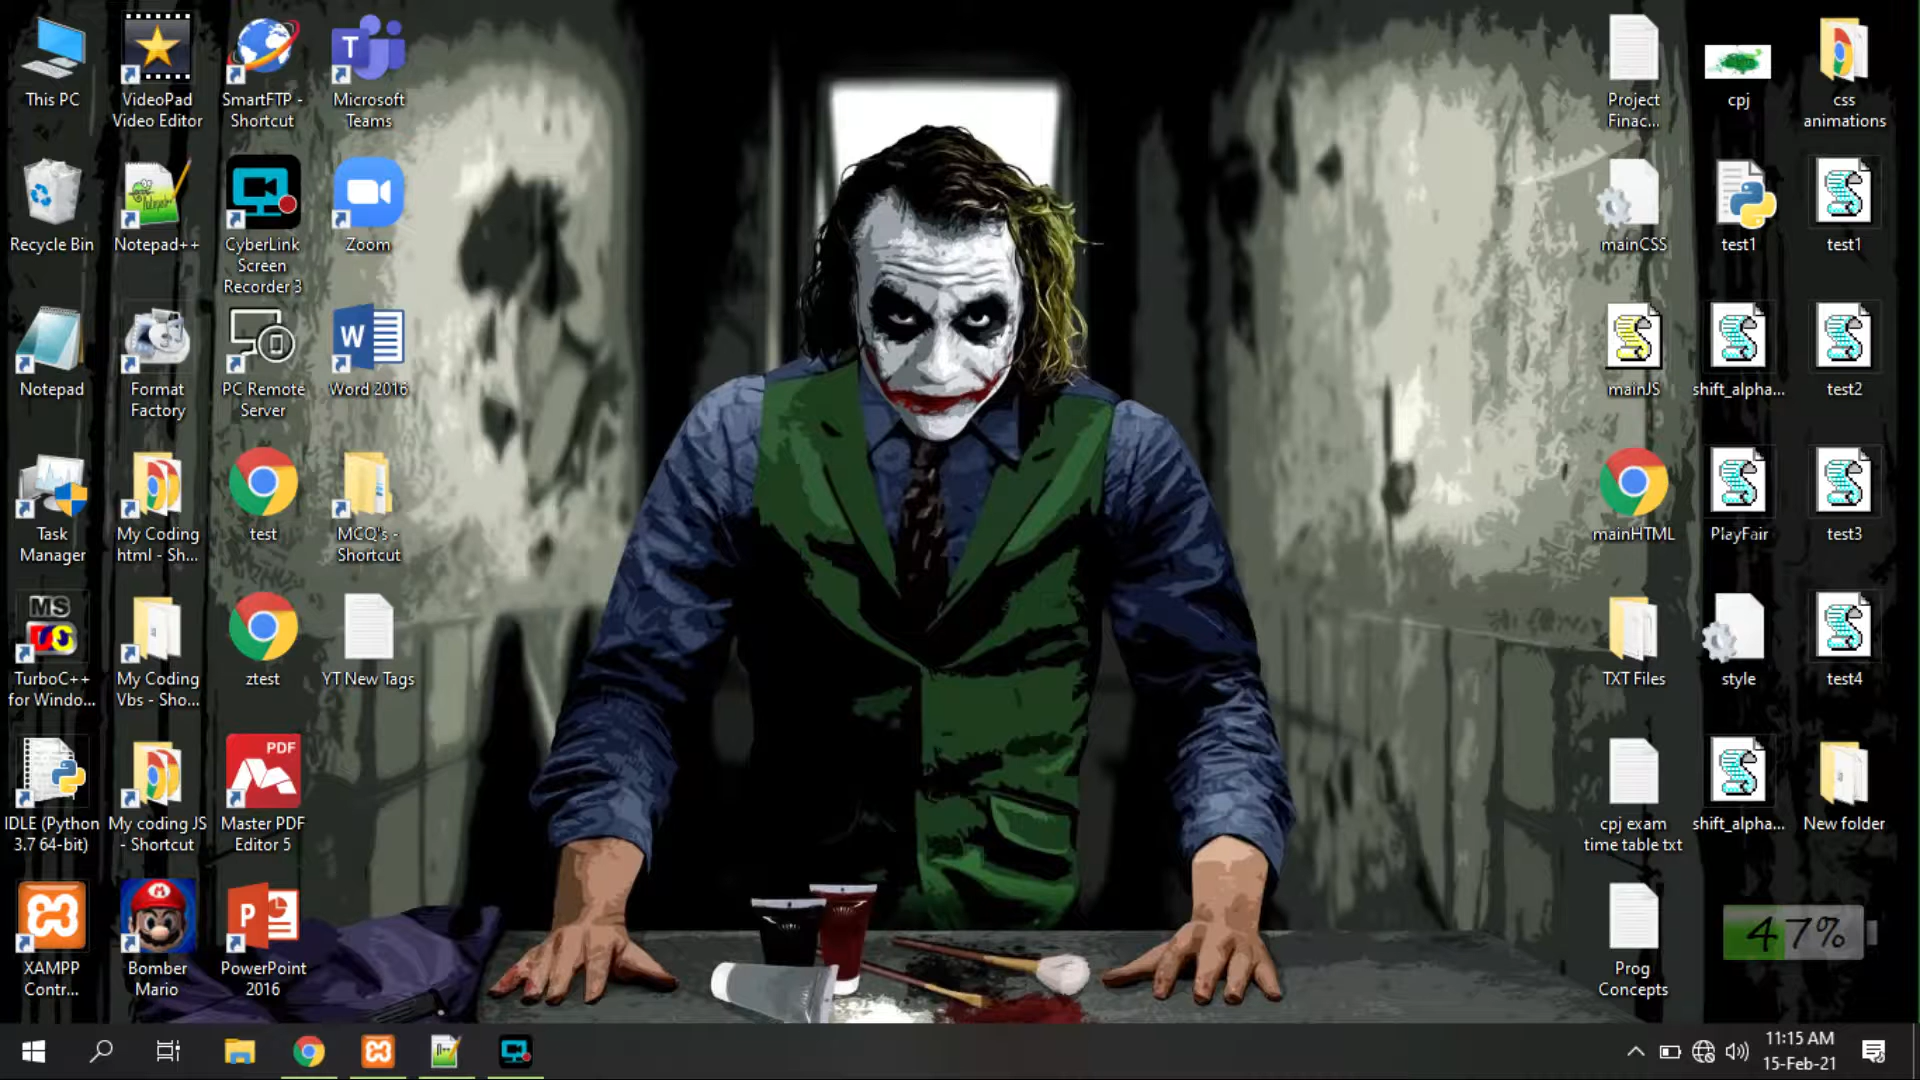 This PC
VideoPad
Video Editor
SmartFTP -
Shortcut
T
Microsoft
Teams
Recycle Bin
Notepad++
CyberLink
Screen
Recorder 3
Zoom
Notepad
Format
Factory
PC Remote
Server
W
Word 2016
Task
Manager
My Coding
html - Sh...
test
MCQ's -
Shortcut
MS
TurboC++
for Windo...
My Coding
Vbs - Sho...
ztest
YT New Tags
IDLE (Python
3.7 64-bit)
My coding JS
- Shortcut
PDF
Master PDF
Editor 5
XAMPP
Contr...
M
Bomber
Mario
P
PowerPoint
2016
Project
Finac...
cpj
css
animations
mainCSS
test1
test1
mainJS
shift_alpha...
test2
mainHTML
PlayFair
test3
TXT Files
style
test4
cpj exam
time table txt
shift_alpha...
New folder
Prog
Concepts
47%
11:15 AM
15-Feb-21